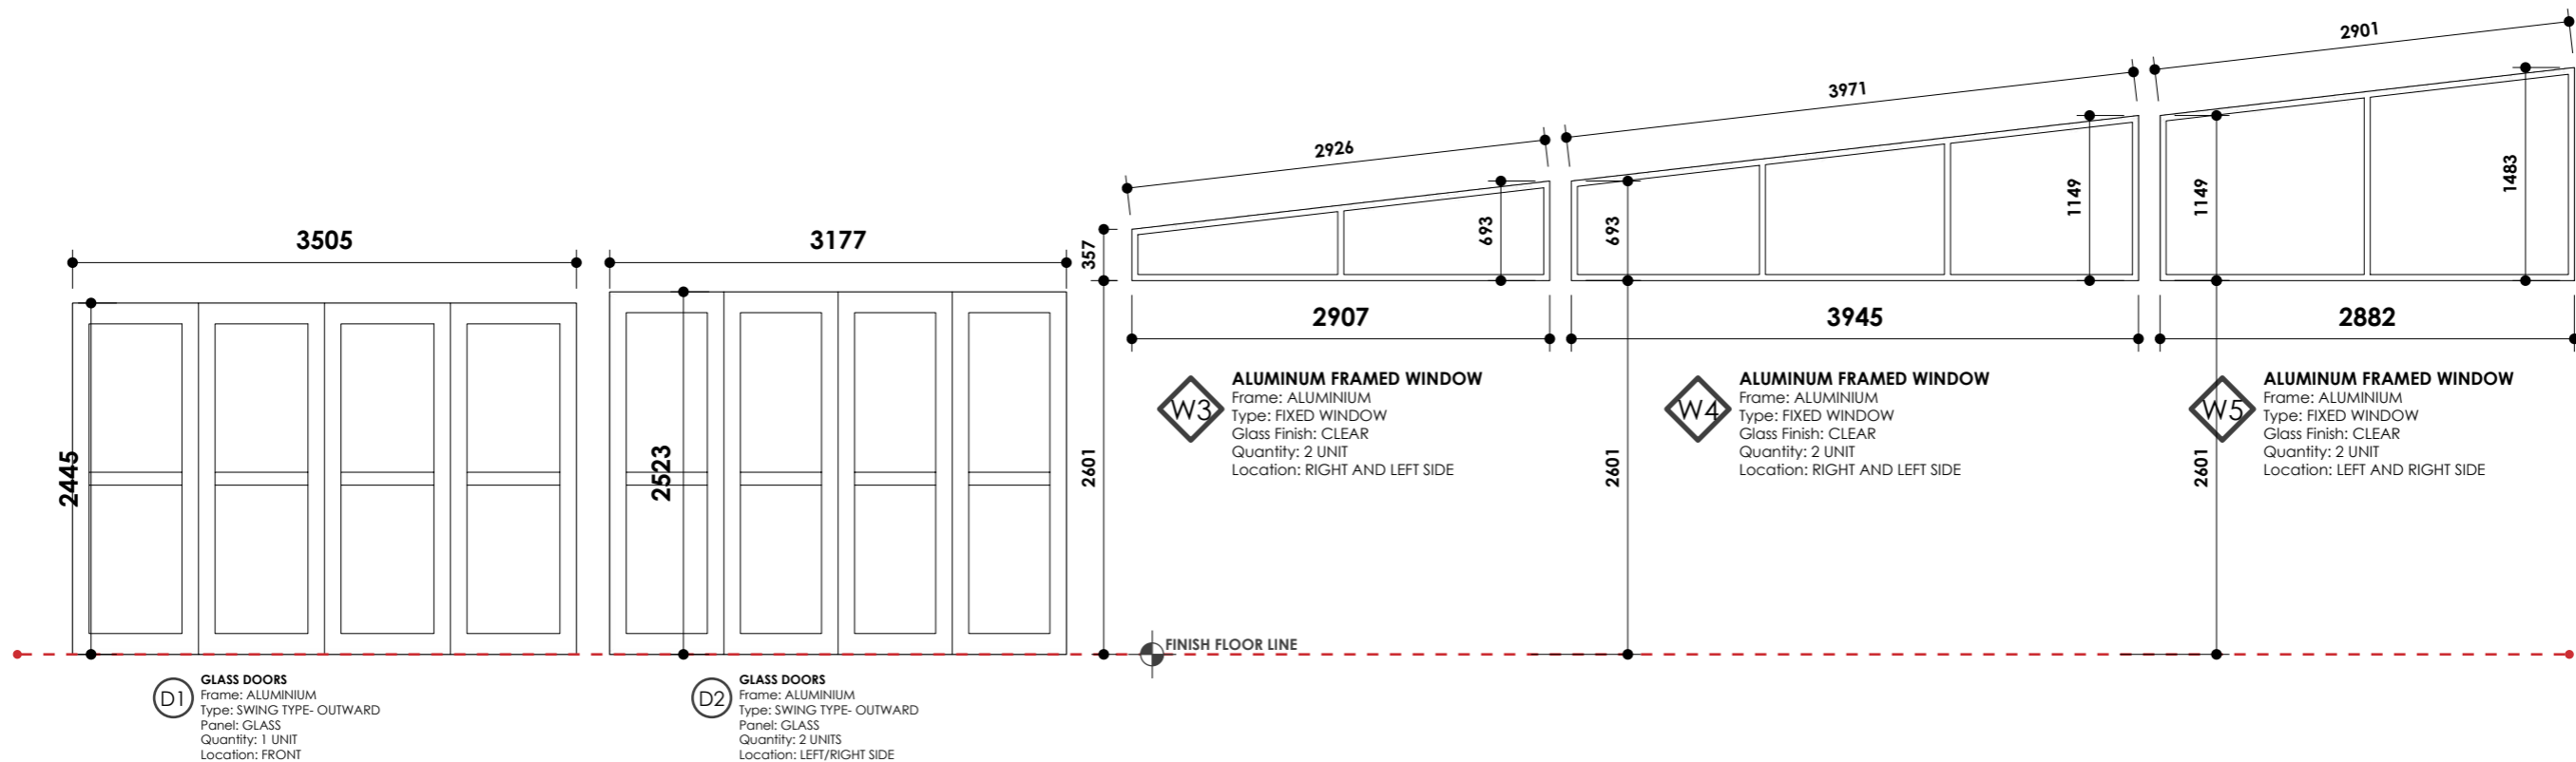 2901
3971
2926
1483
1149
1149
693
693
357
3505
3177
2907
3945
2882
W3
ALUMINUM FRAMED WINDOW
Frame: ALUMINIUM
Type: FIXED WINDOW
Glass Finish: CLEAR
Quantity: 2 UNIT
Location: RIGHT AND LEFT SIDE
W4
ALUMINUM FRAMED WINDOW
Frame: ALUMINIUM
Type: FIXED WINDOW
Glass Finish: CLEAR
Quantity: 2 UNIT
Location: RIGHT AND LEFT SIDE
W5
ALUMINUM FRAMED WINDOW
Frame: ALUMINIUM
Type: FIXED WINDOW
Glass Finish: CLEAR
Quantity: 2 UNIT
Location: LEFT AND RIGHT SIDE
2445
2523
2601
2601
2601
FINISH FLOOR LINE
D1
GLASS DOORS
Frame: ALUMINIUM
Type: SWING TYPE- OUTWARD
Panel: GLASS
Quantity: 1 UNIT
Location: FRONT
D2
GLASS DOORS
Frame: ALUMINIUM
Type: SWING TYPE- OUTWARD
Panel: GLASS
Quantity: 2 UNITS
Location: LEFT/RIGHT SIDE